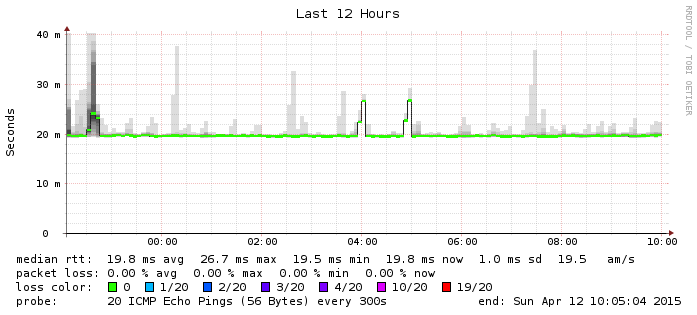 Last 12 Hours
RRDTOOL / TOBI OETIKER
Seconds
40 m
30 m
20 m
10 m
0
00:00 02:00 04:00 06:00 08:00 10:00
median rtt: 19.8 ms avg 26.7 ms max 19.5 ms min 19.8 ms now 1.0 ms sd 19.5 am/s
packet loss: 0.00 % avg 0.00 % max 0.00 % min 0.00 % now
loss color: 0 1/20 2/20 3/20 4/20 10/20 19/20
probe: 20 ICMP Echo Pings (56 Bytes) every 300s end: Sun Apr 12 10:05:04 2015